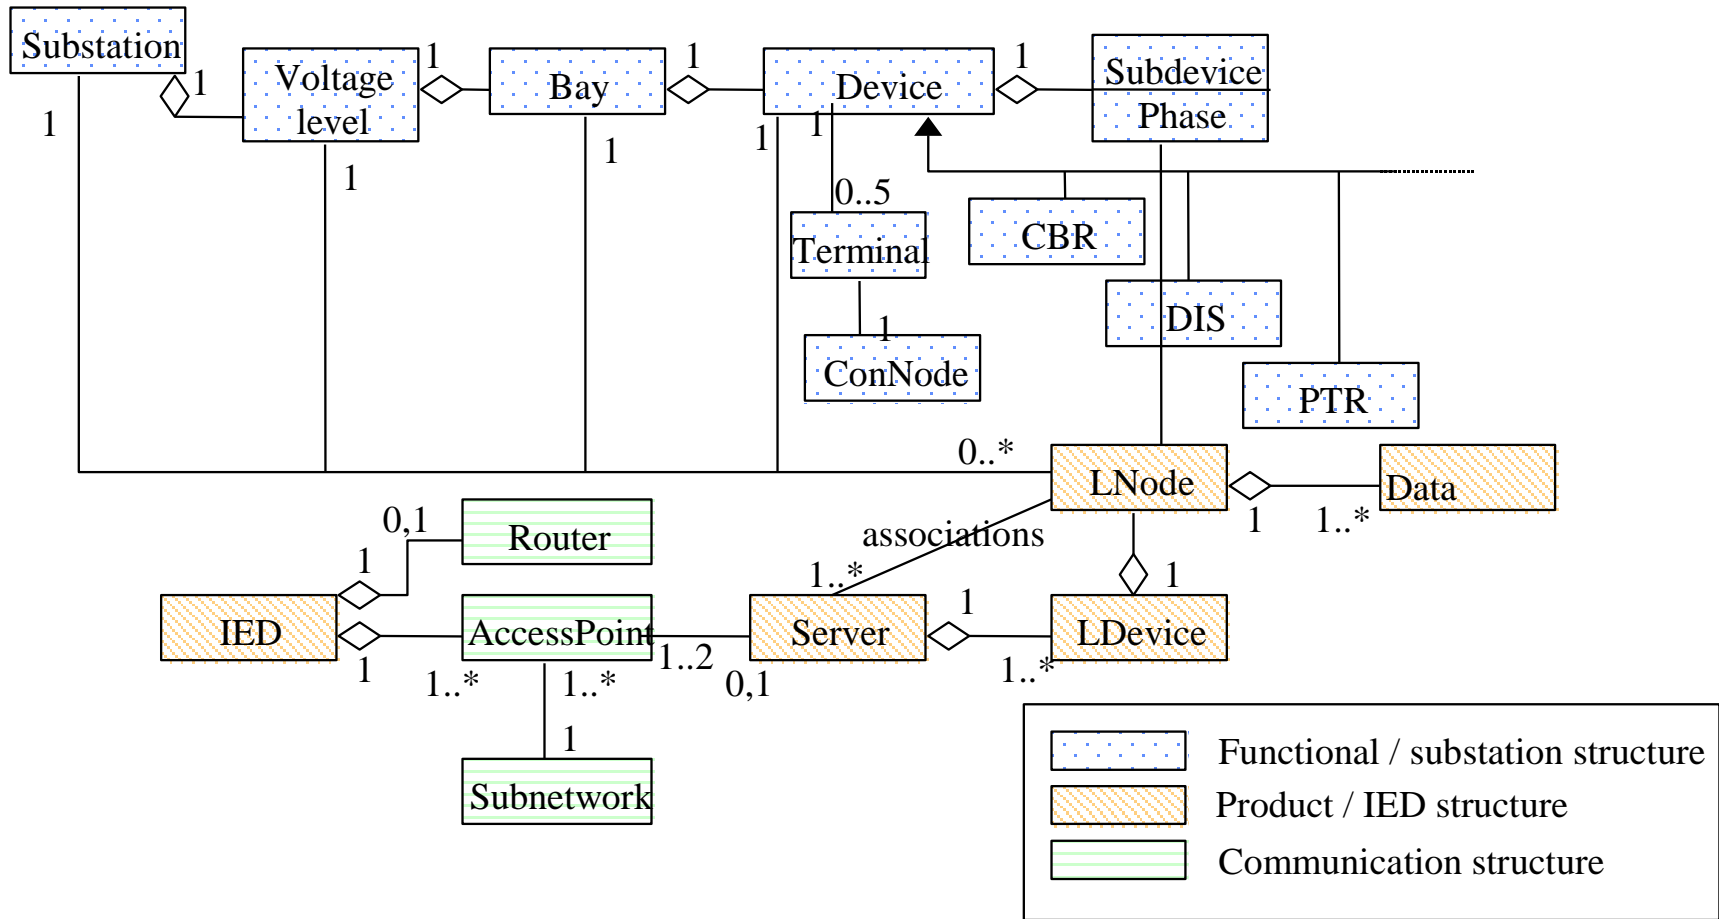 Substation
1
Voltage
level
1
Bay
1
Device
1
Subdevice
Phase
1
1
1
1
1
1
0..5
Terminal
CBR
1
DIS
ConNode
PTR
0..*
LNode
1
1..*
Data
associations
0,1
Router
1
1..*
1
1
IED
AccessPoint
Server
LDevice
1
1..*
1..*
1..2
0,1
1..*
1
Subnetwork
Functional / substation structure
Product / IED structure
Communication structure